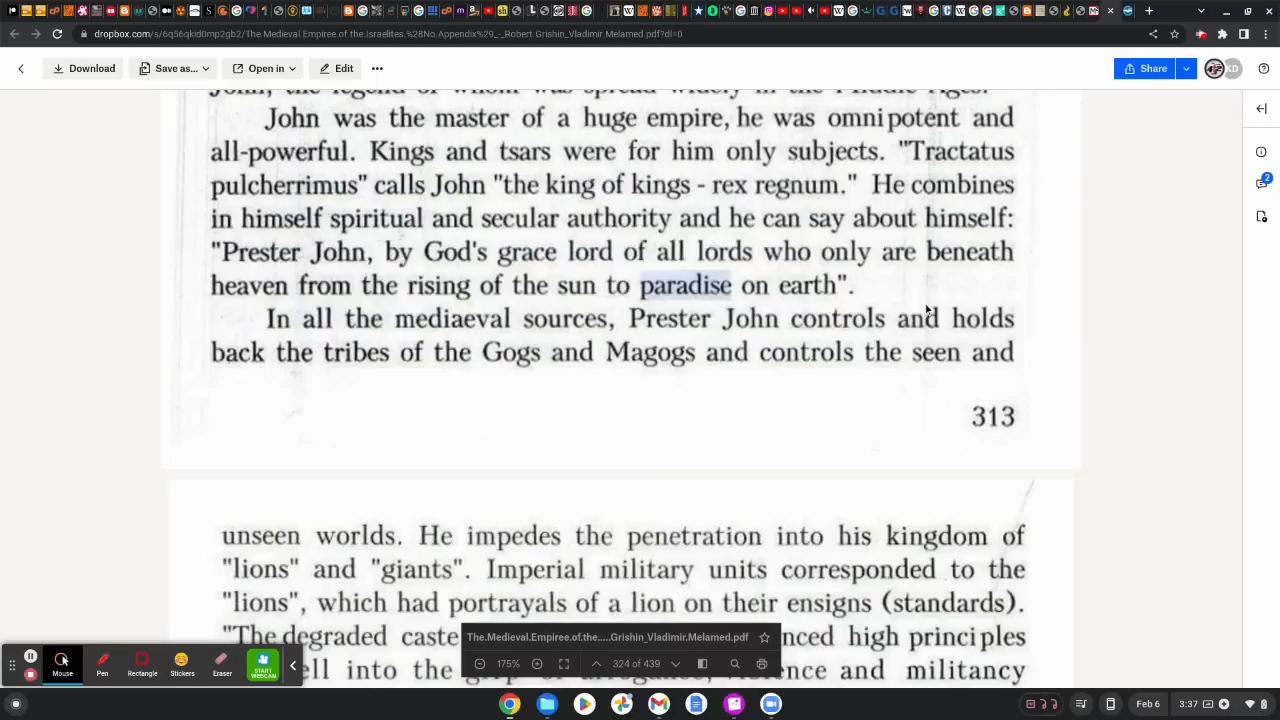 dropbox.com/s/6q56qkid0mp2gb2/The.Medieval.Empiree.of.the.Israelites.%28No.Appendix%29_-_Robert.Grishin_Vladimir.Melamed.pdf?dl=0
Download Save as... Open in Edit Share KD
2
John was the master of a huge empire, he was omnipotent and
all-powerful. Kings and tsars were for him only subjects. "Tractatus
pulcherrimus" calls John "the king of kings - rex regnum." He combines
in himself spiritual and secular authority and he can say about himself:
"Prester John, by God's grace lord of all lords who only are beneath
heaven from the rising of the sun to paradise on earth".
In all the mediaeval sources, Prester John controls and holds
back the tribes of the Gogs and Magogs and controls the seen and
313
unseen worlds. He impedes the penetration into his kingdom of
"lions" and "giants". Imperial military units corresponded to the
"lions", which had portrayals of a lion on their ensigns (standards).
"The degraded caste nced high principles
ell into the and militancy
The.Medieval.Empiree.of.the.....Grishin_Vladimir.Melamed.pdf
175% 324 of 439
Mouse Pen Rectangle Stickers Eraser START WEBCAM
Feb 6 3:37 8